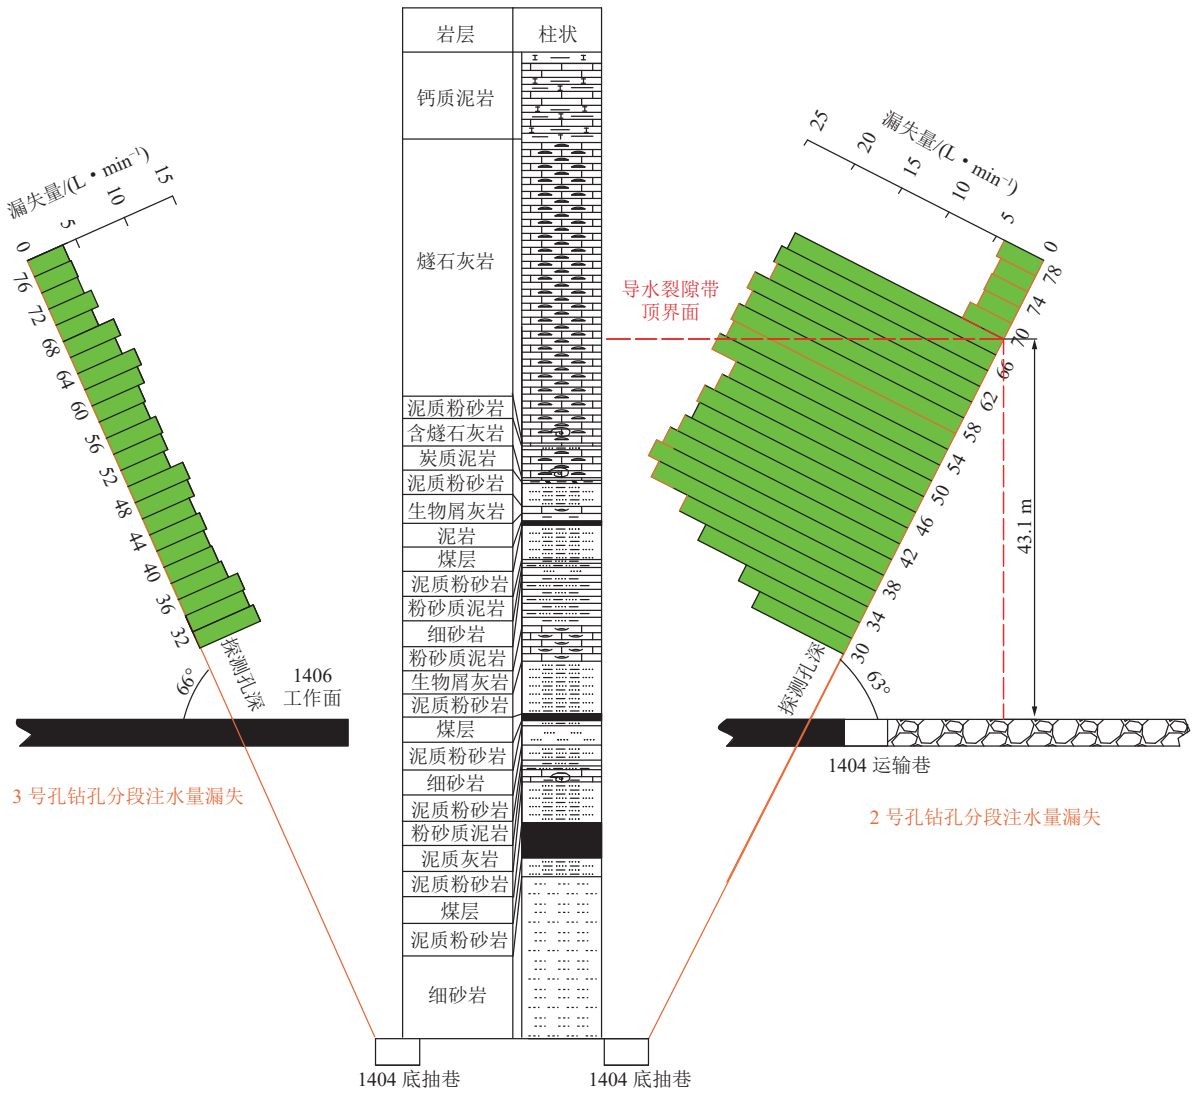 岩层
柱状
钙质泥岩
燧石灰岩
泥质粉砂岩
含燧石灰岩
炭质泥岩
泥质粉砂岩
生物屑灰岩
泥岩
煤层
泥质粉砂岩
粉砂质泥岩
细砂岩
粉砂质泥岩
生物屑灰岩
泥质粉砂岩
煤层
泥质粉砂岩
细砂岩
泥质粉砂岩
粉砂质泥岩
泥质灰岩
泥质粉砂岩
煤层
泥质粉砂岩
细砂岩
漏失量/(L·min⁻¹)
0
5
10
15
76
72
68
64
60
56
52
48
44
40
36
32
探测孔深
66°
1406
工作面
3 号孔钻孔分段注水量漏失
1404 底抽巷
漏失量/(L·min⁻¹)
25
20
15
10
5
0
78
74
70
66
62
58
54
50
46
42
38
34
30
探测孔深
63°
导水裂隙带
顶界面
43.1 m
1404 运输巷
2 号孔钻孔分段注水量漏失
1404 底抽巷